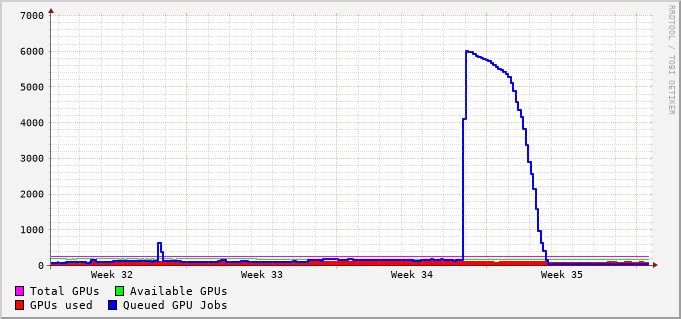 7000
6000
5000
4000
3000
2000
1000
0
Week 32 Week 33 Week 34 Week 35
Total GPUs Available GPUs
GPUs used Queued GPU Jobs
RRDTOOL / TOBI OETIKER